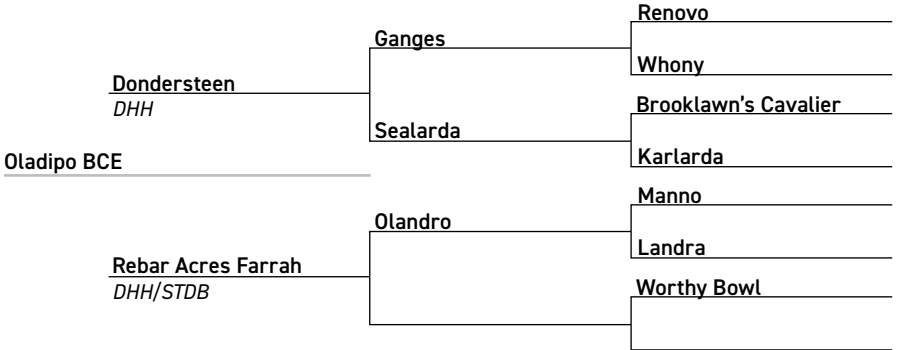 Renovo
Ganges
Whony
Dondersteen
DHH
Brooklawn's Cavalier
Sealarda
Karlarda
Oladipo BCE
Manno
Olandro
Landra
Rebar Acres Farrah
DHH/STDB
Worthy Bowl